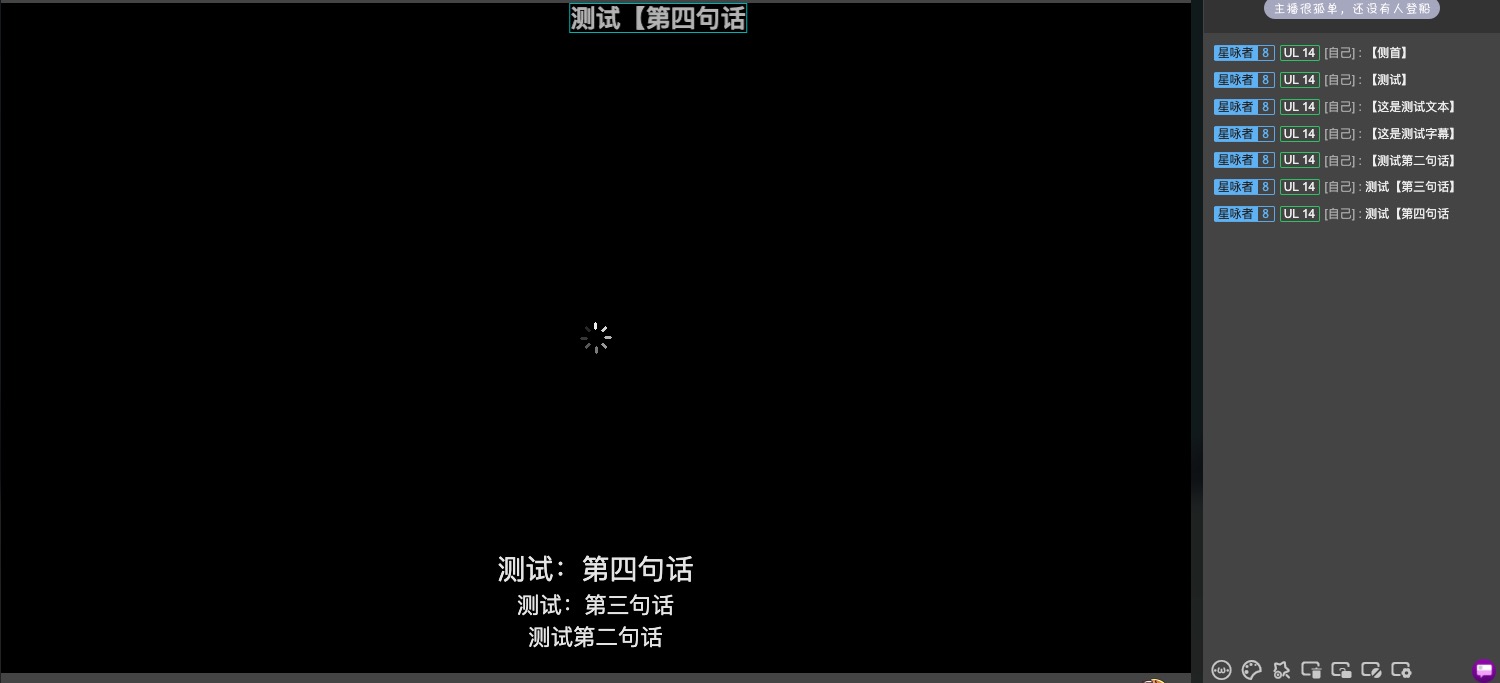 测试【第四句话
测试：第四句话
测试：第三句话
测试第二句话
主播很孤单，还没有人登船
星咏者 8 UL 14 [自己]：【侧首】
星咏者 8 UL 14 [自己]：【测试】
星咏者 8 UL 14 [自己]：【这是测试文本】
星咏者 8 UL 14 [自己]：【这是测试字幕】
星咏者 8 UL 14 [自己]：【测试第二句话】
星咏者 8 UL 14 [自己]：测试【第三句话】
星咏者 8 UL 14 [自己]：测试【第四句话